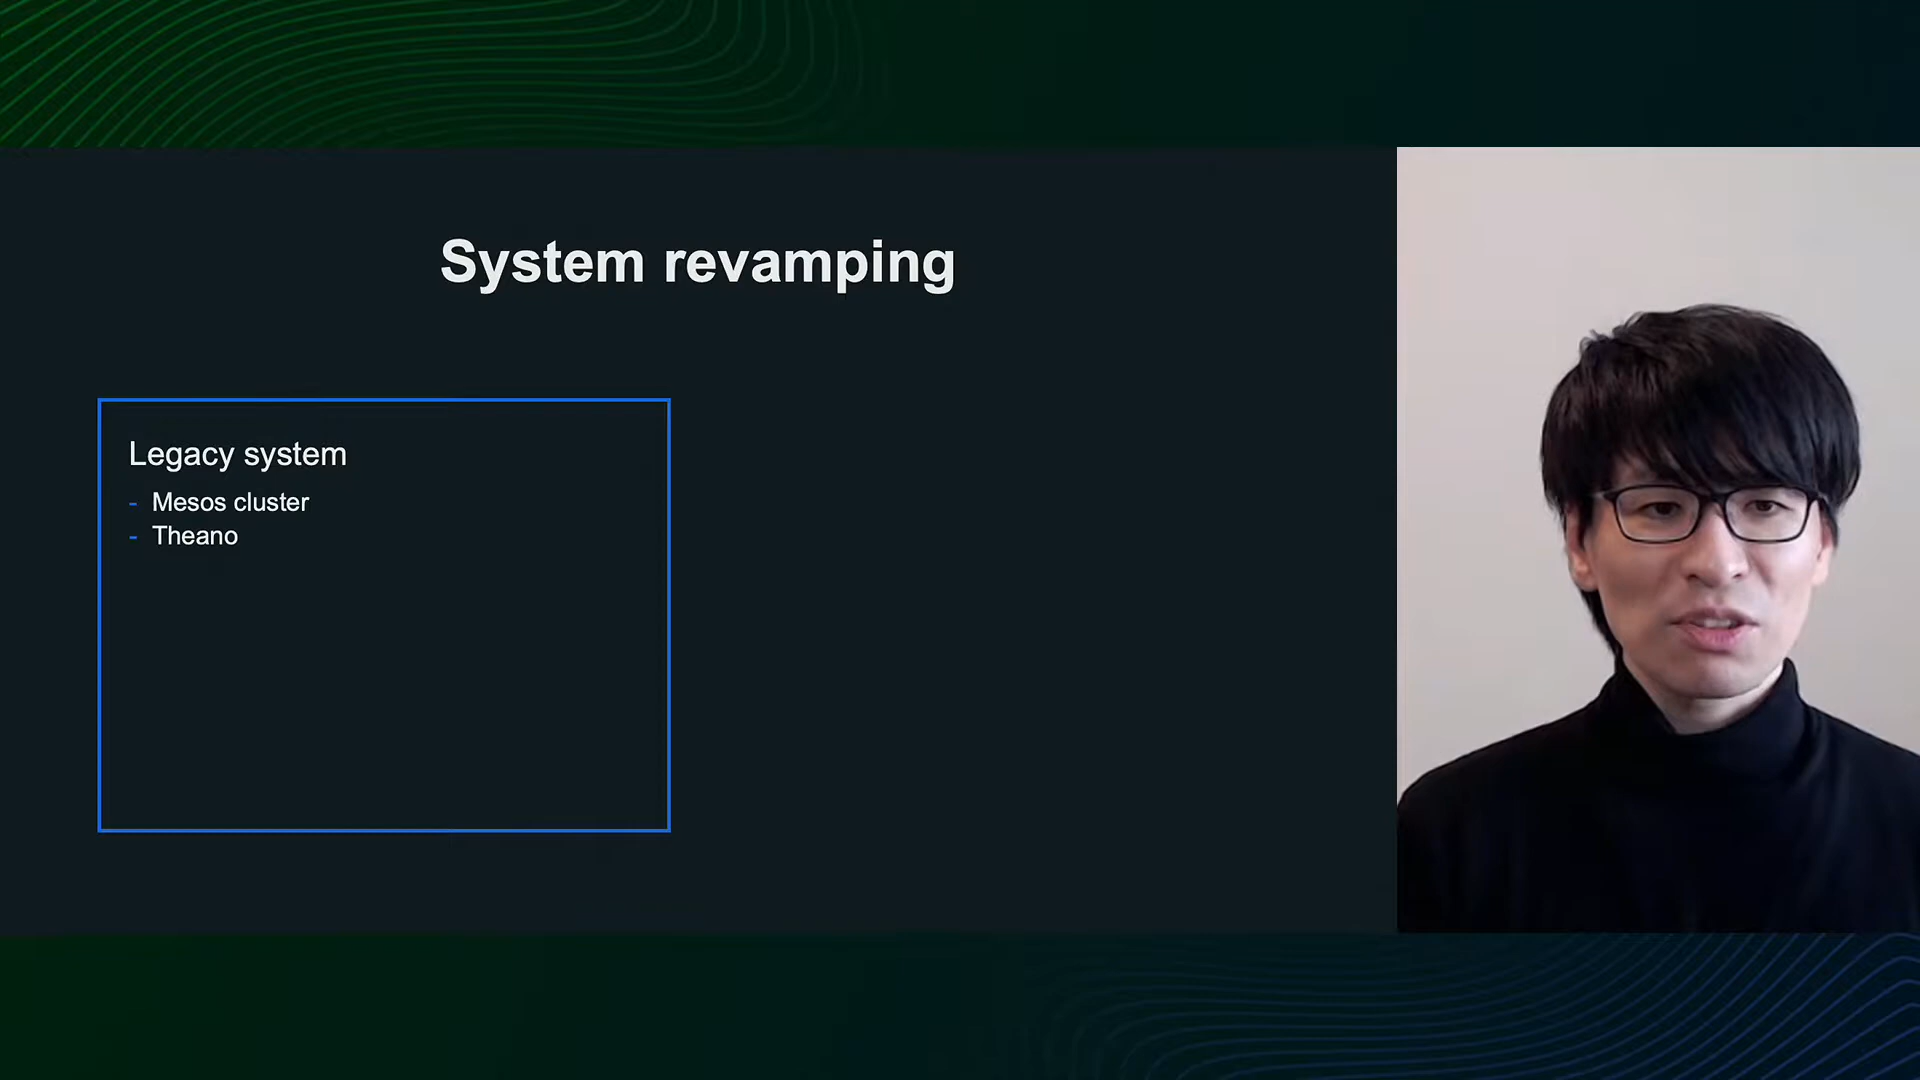 System revamping
Legacy system
- Mesos cluster
- Theano